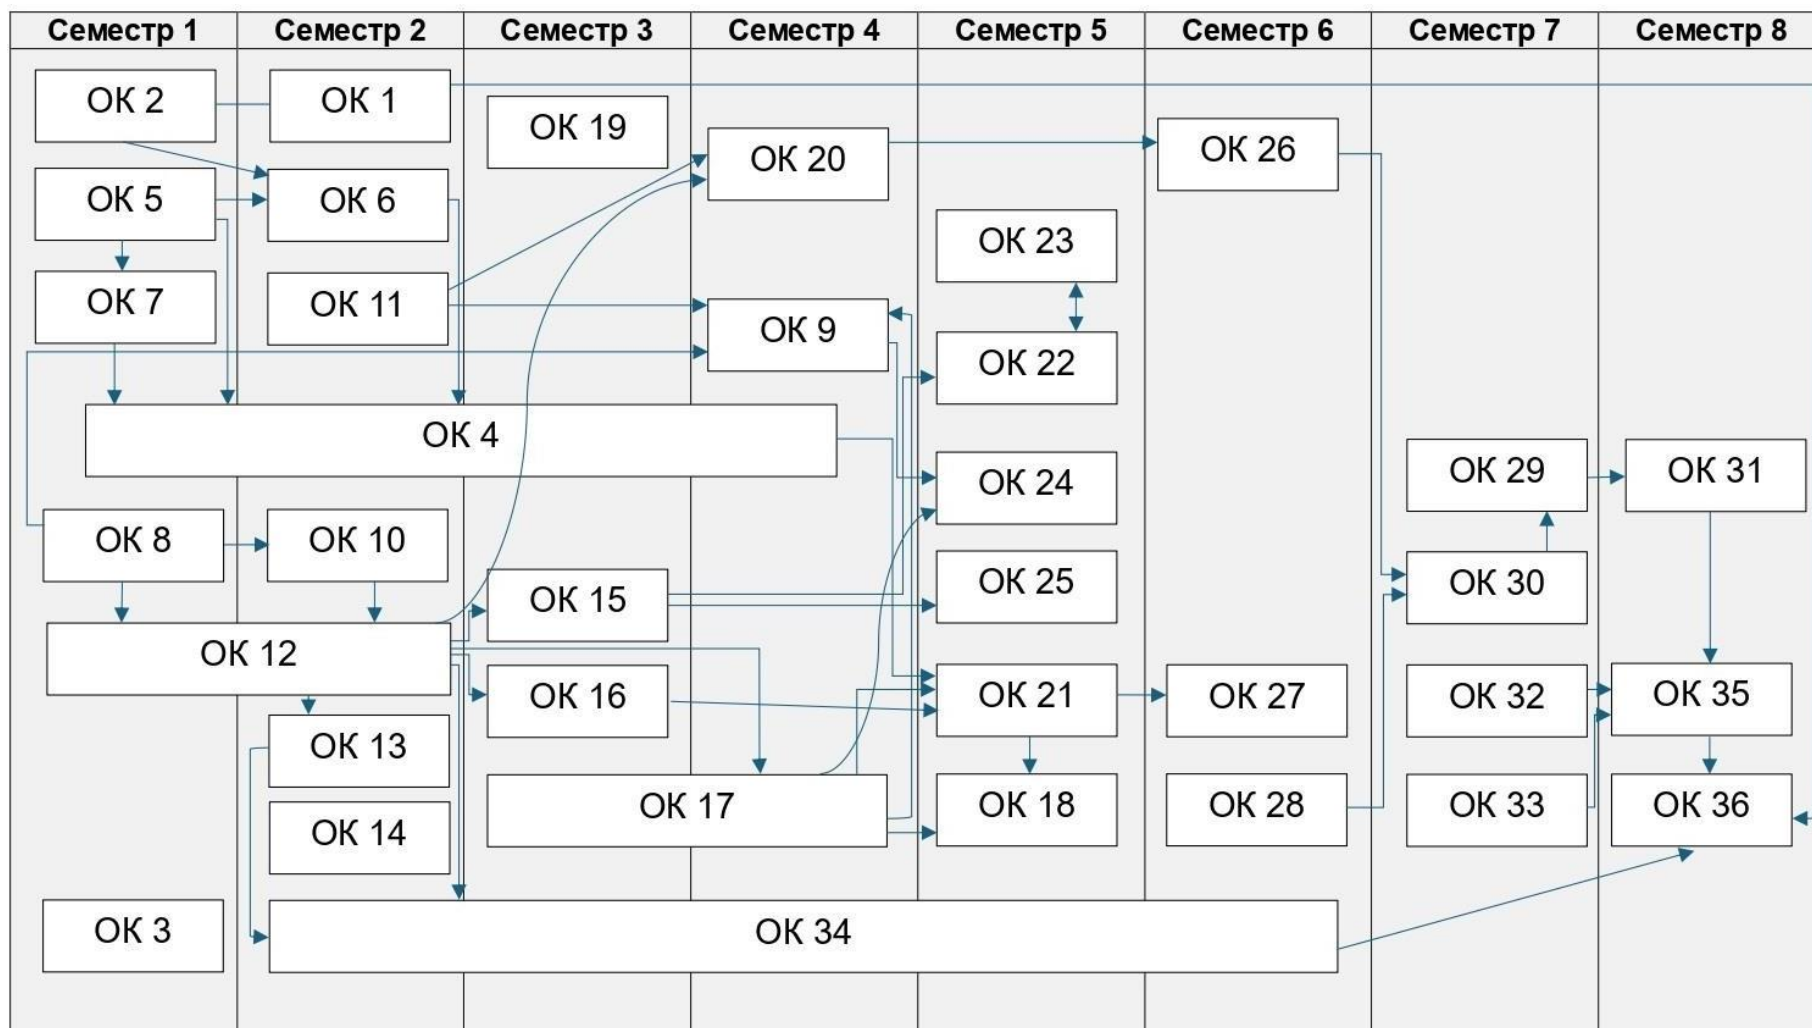 Семестр 1
Семестр 2
Семестр 3
Семестр 4
Семестр 5
Семестр 6
Семестр 7
Семестр 8
ОК 2
ОК 1
ОК 19
ОК 20
ОК 26
ОК 5
ОК 6
ОК 23
ОК 7
ОК 11
ОК 9
ОК 22
ОК 4
ОК 24
ОК 29
ОК 31
ОК 8
ОК 10
ОК 15
ОК 25
ОК 30
ОК 12
ОК 16
ОК 21
ОК 27
ОК 32
ОК 35
ОК 13
ОК 17
ОК 18
ОК 28
ОК 33
ОК 36
ОК 14
ОК 3
ОК 34